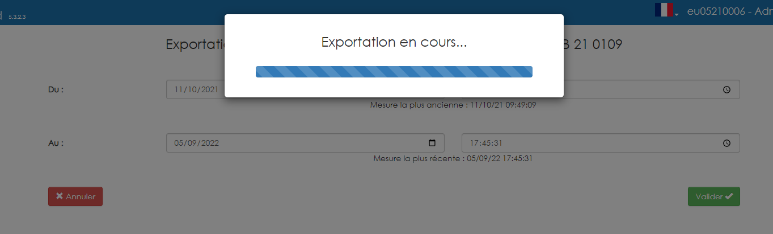 5.3.2.3
eu05210006 - Adr
Exportati
B 21 0109
Exportation en cours...
Du :
11/10/2021
Mesure la plus ancienne : 11/10/21 09:49:09
Au :
05/09/2022
17:45:31
Mesure la plus récente : 05/09/22 17:45:31
Annuler
Valider